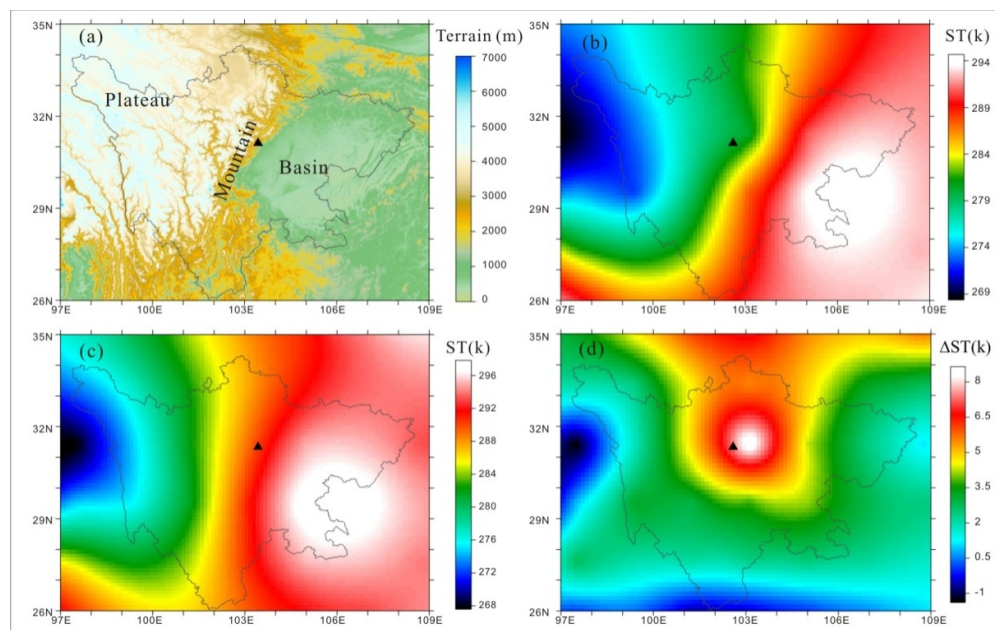 (a)
Terrain (m)
7000
6000
5000
4000
3000
2000
1000
0
35N
32N
29N
26N
97E
100E
103E
106E
109E
Plateau
Mountain
Basin
(b)
ST(k)
294
289
284
279
274
269
35N
32N
29N
26N
97E
100E
103E
106E
109E
(c)
ST(k)
296
292
288
284
280
276
272
268
35N
32N
29N
26N
97E
100E
103E
106E
109E
(d)
ΔST(k)
8
6.5
5
3.5
2
0.5
-1
35N
32N
29N
26N
97E
100E
103E
106E
109E